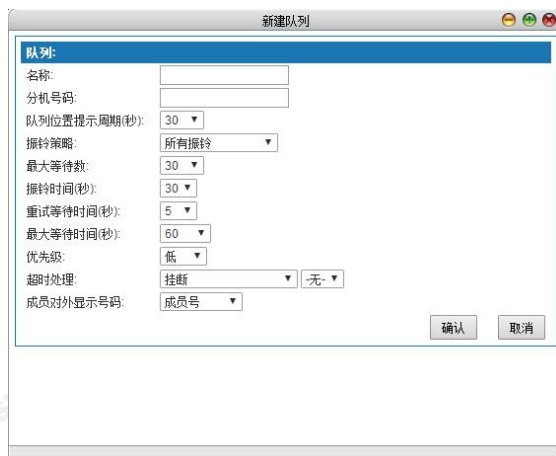 新建队列
队列:
名称:
分机号码:
队列位置提示周期(秒): 30
振铃策略: 所有振铃
最大等待数: 30
振铃时间(秒): 30
重试等待时间(秒): 5
最大等待时间(秒): 60
优先级: 低
超时处理: 挂断 -无-
成员对外显示号码: 成员号
确认 取消